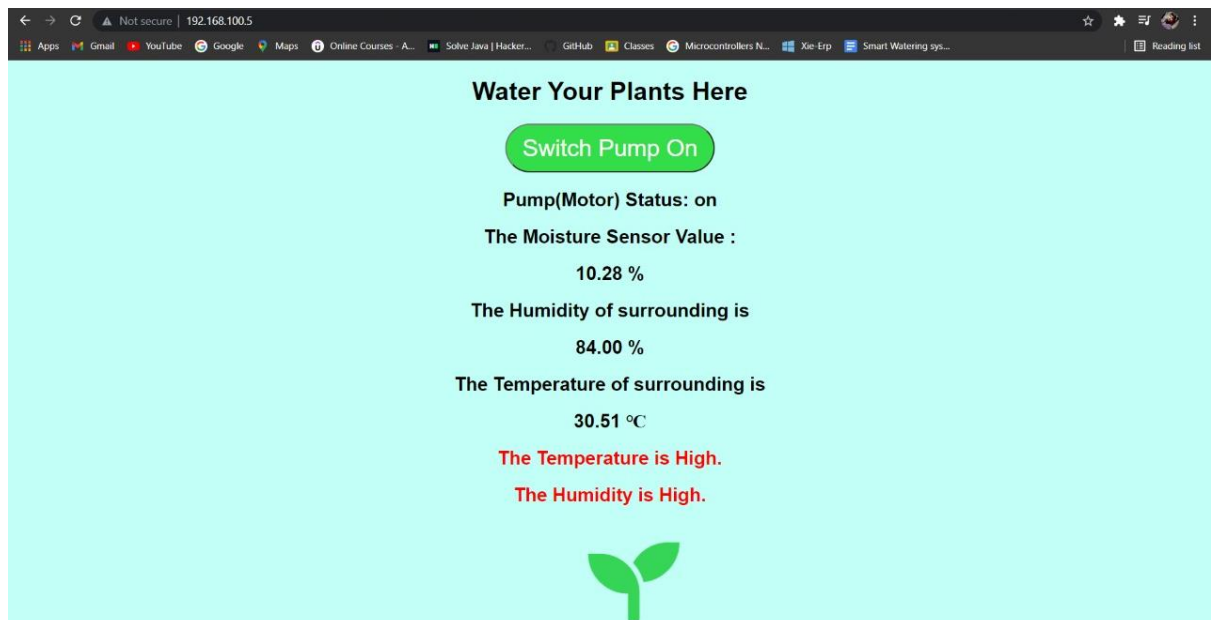 Not secure | 192.168.100.5
Apps Gmail YouTube Google Maps Online Courses - A... Solve Java | Hacker... GitHub Classes Microcontrollers N... Xie-Erp Smart Watering sys... Reading list
Water Your Plants Here
Switch Pump On
Pump(Motor) Status: on
The Moisture Sensor Value :
10.28 %
The Humidity of surrounding is
84.00 %
The Temperature of surrounding is
30.51 °C
The Temperature is High.
The Humidity is High.